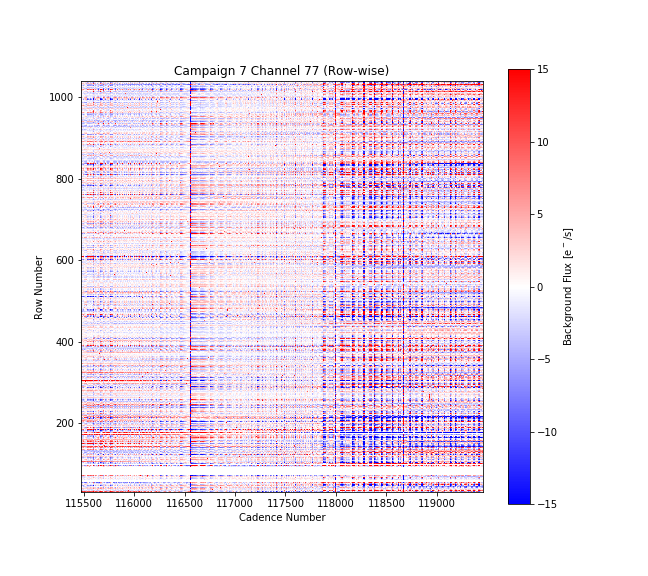 Campaign 7 Channel 77 (Row-wise)
1000
800
600
400
200
Row Number
115500 116000 116500 117000 117500 118000 118500 119000
Cadence Number
15
10
5
0
−5
−10
−15
Background Flux [e⁻/s]